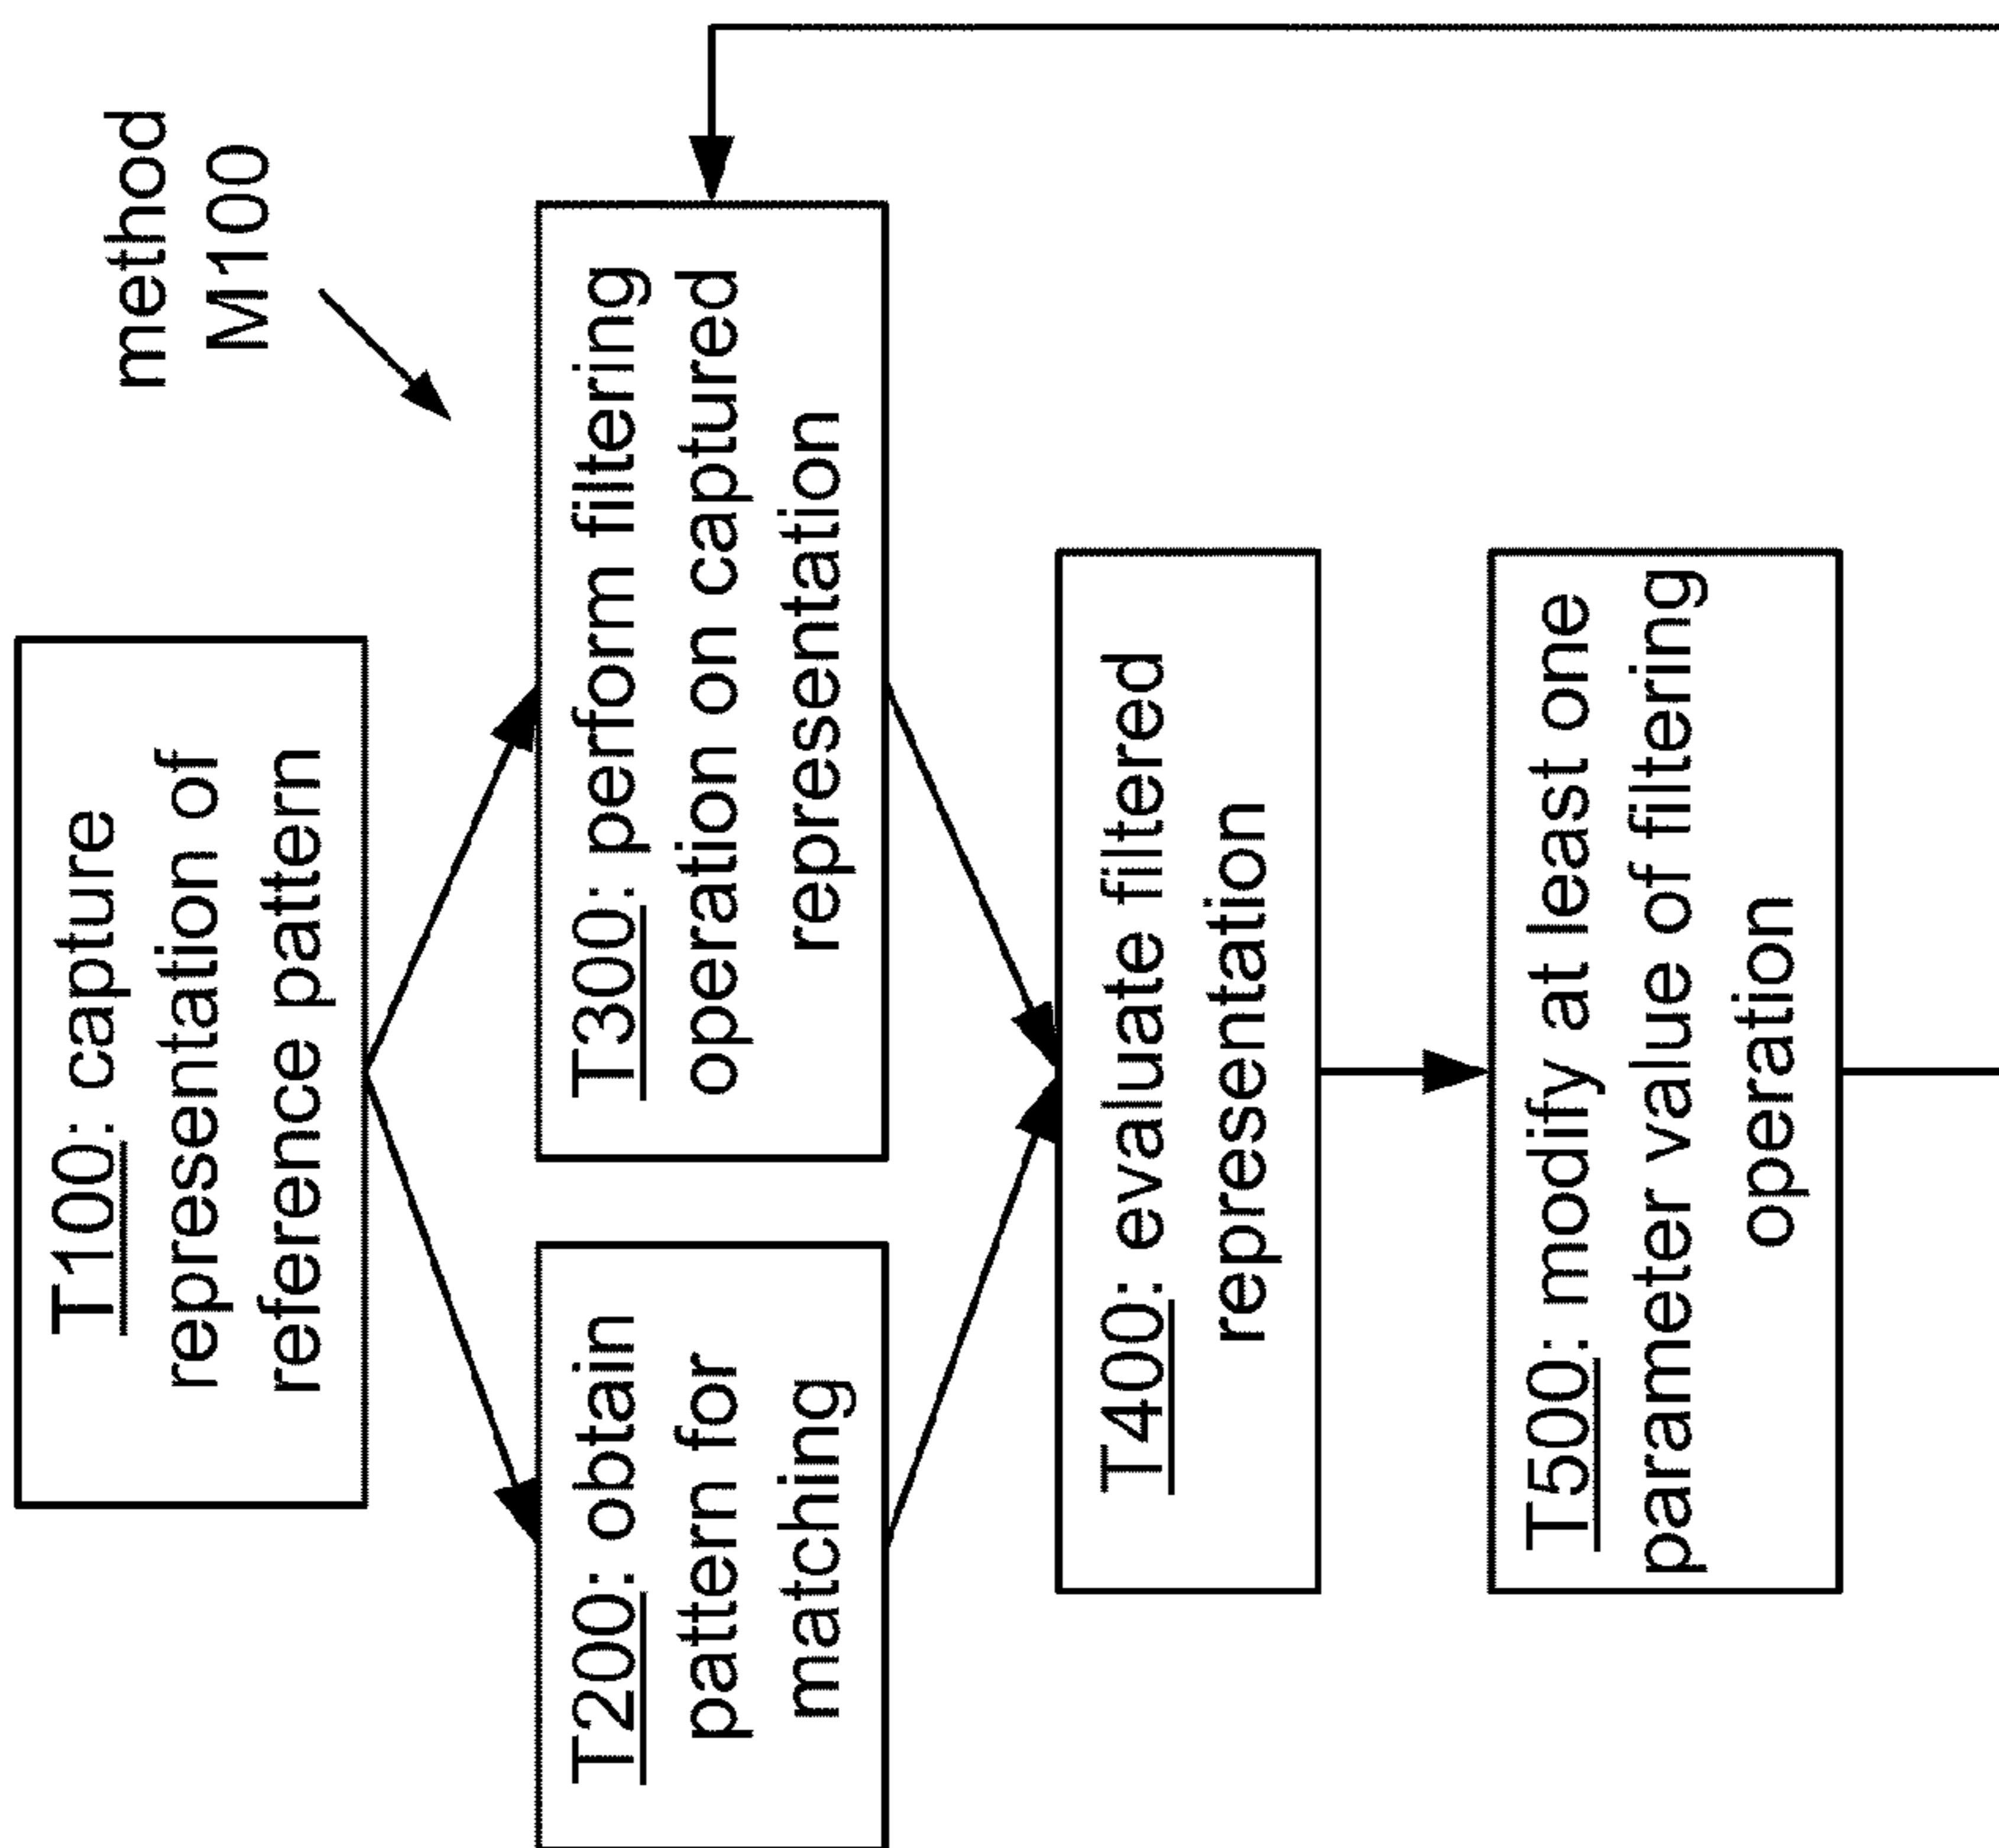 method
M100
T100: capture
representation of
reference pattern
T200: obtain
pattern for
matching
T300: perform filtering
operation on captured
representation
T400: evaluate filtered
representation
T500: modify at least one
parameter value of filtering
operation